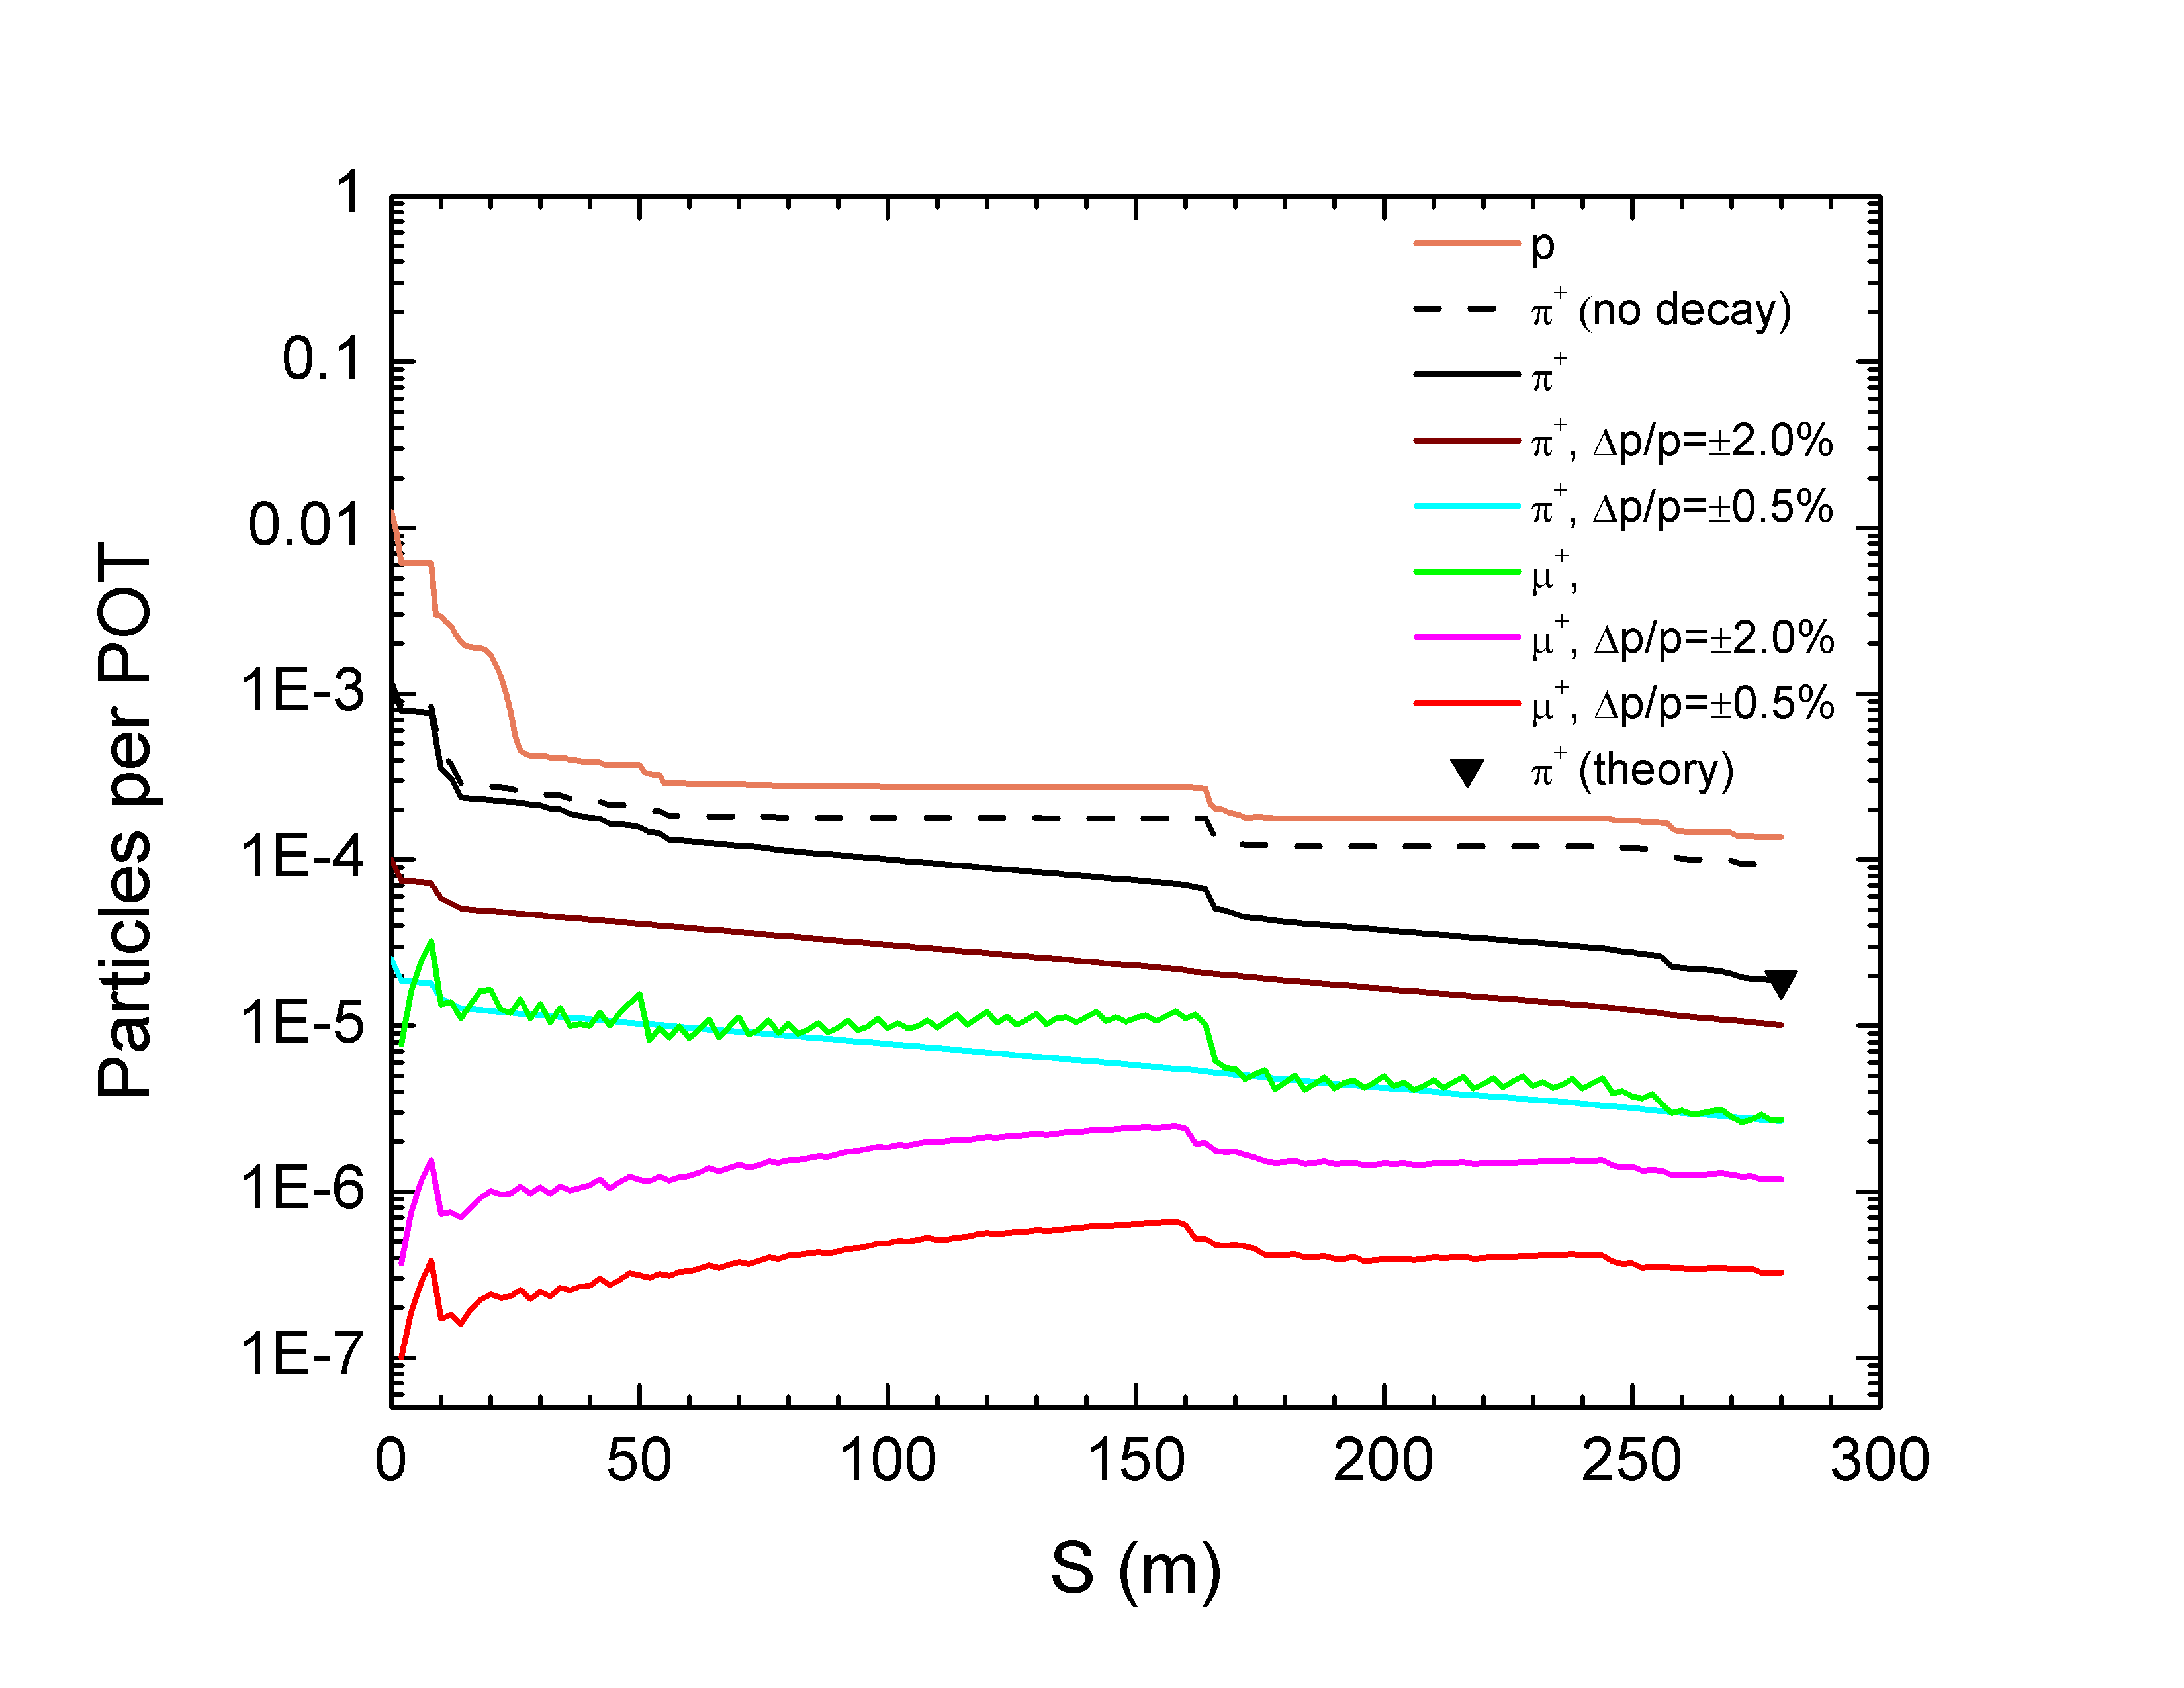 1
0.1
0.01
1E-3
1E-4
1E-5
1E-6
1E-7
Particles per POT
p
π⁺ (no decay)
π⁺
π⁺, Δp/p=±2.0%
π⁺, Δp/p=±0.5%
μ⁺,
μ⁺, Δp/p=±2.0%
μ⁺, Δp/p=±0.5%
π⁺ (theory)
0 50 100 150 200 250 300
S (m)